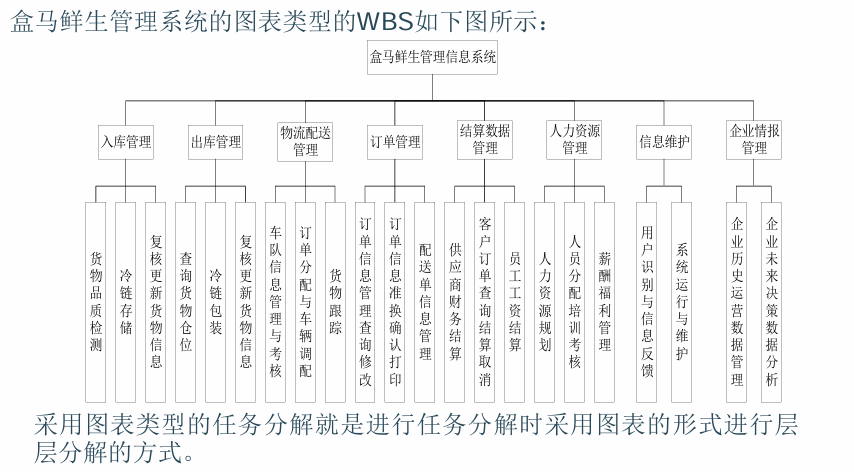 盒马鲜生管理系统的图表类型的WBS如下图所示：
盒马鲜生管理信息系统
入库管理
出库管理
物流配送
管理
订单管理
结算数据
管理
人力资源
管理
信息维护
企业情报
管理
货物品质检测
冷链存储
复核更新货物信息
查询货物仓位
冷链包装
复核更新货物信息
车队信息管理与考核
订单分配与车辆调配
货物跟踪
订单信息管理查询修改
订单信息准换确认打印
配送单信息管理
供应商财务结算
客户订单查询结算取消
员工工资结算
人力资源规划
人员分配培训考核
薪酬福利管理
用户识别与信息反馈
系统运行与维护
企业历史运营数据管理
企业未来决策数据分析
采用图表类型的任务分解就是进行任务分解时采用图表的形式进行层
层分解的方式。